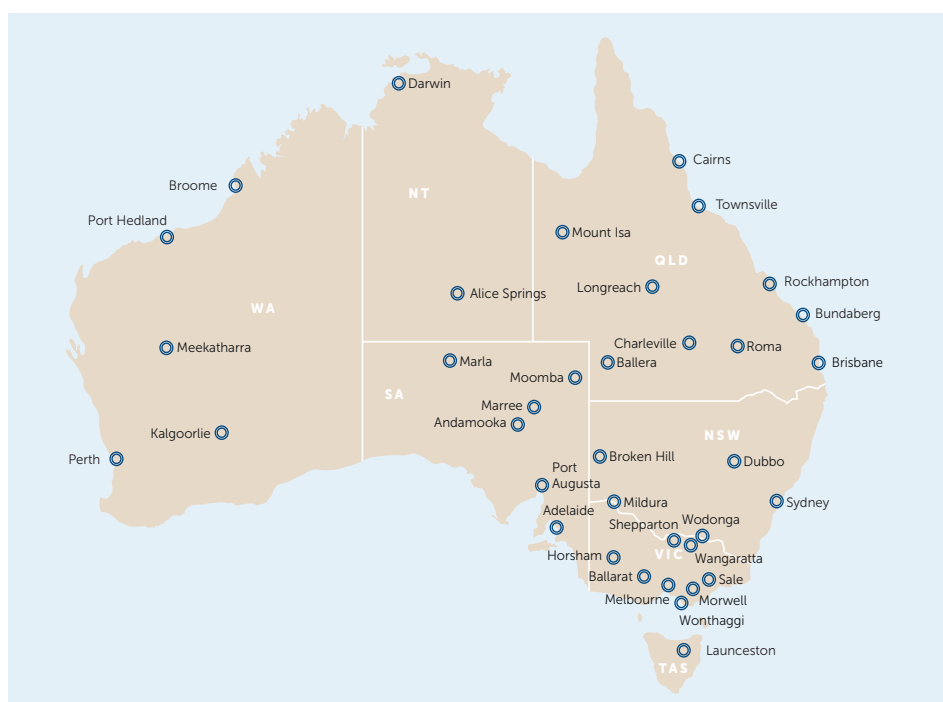 Darwin
Cairns
Broome
NT
Townsville
Port Hedland
Mount Isa
QLD
Rockhampton
Longreach
Alice Springs
WA
Bundaberg
Charleville
Roma
Meekatharra
Marla
Ballera
Brisbane
Moomba
SA
Marree
Andamooka
NSW
Kalgoorlie
Broken Hill
Perth
Dubbo
Port
Augusta
Mildura
Sydney
Adelaide
Shepparton
Wodonga
Horsham
VIC
Wangaratta
Ballarat
Sale
Melbourne
Morwell
Wonthaggi
Launceston
TAS